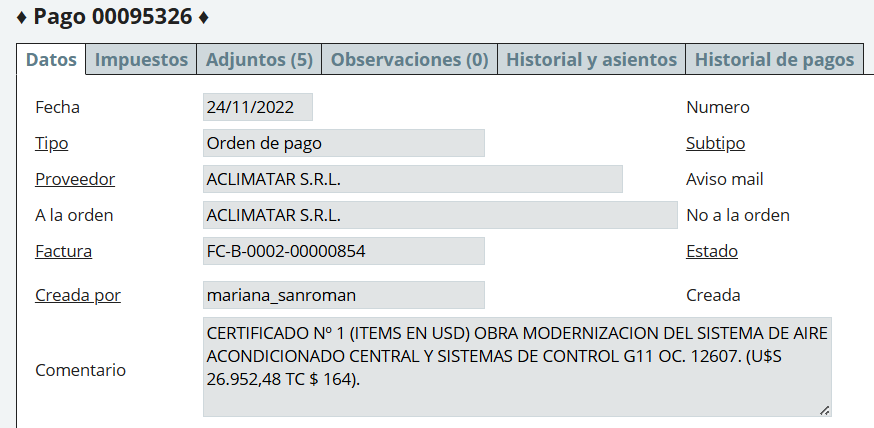 ♦ Pago 00095326 ♦
Datos Impuestos Adjuntos (5) Observaciones (0) Historial y asientos Historial de pagos
Fecha 24/11/2022 Numero
Tipo Orden de pago Subtipo
Proveedor ACLIMATAR S.R.L. Aviso mail
A la orden ACLIMATAR S.R.L. No a la orden
Factura FC-B-0002-00000854 Estado
Creada por mariana_sanroman Creada
Comentario
CERTIFICADO Nº 1 (ITEMS EN USD) OBRA MODERNIZACION DEL SISTEMA DE AIRE
ACONDICIONADO CENTRAL Y SISTEMAS DE CONTROL G11 OC. 12607. (U$S
26.952,48 TC $ 164).